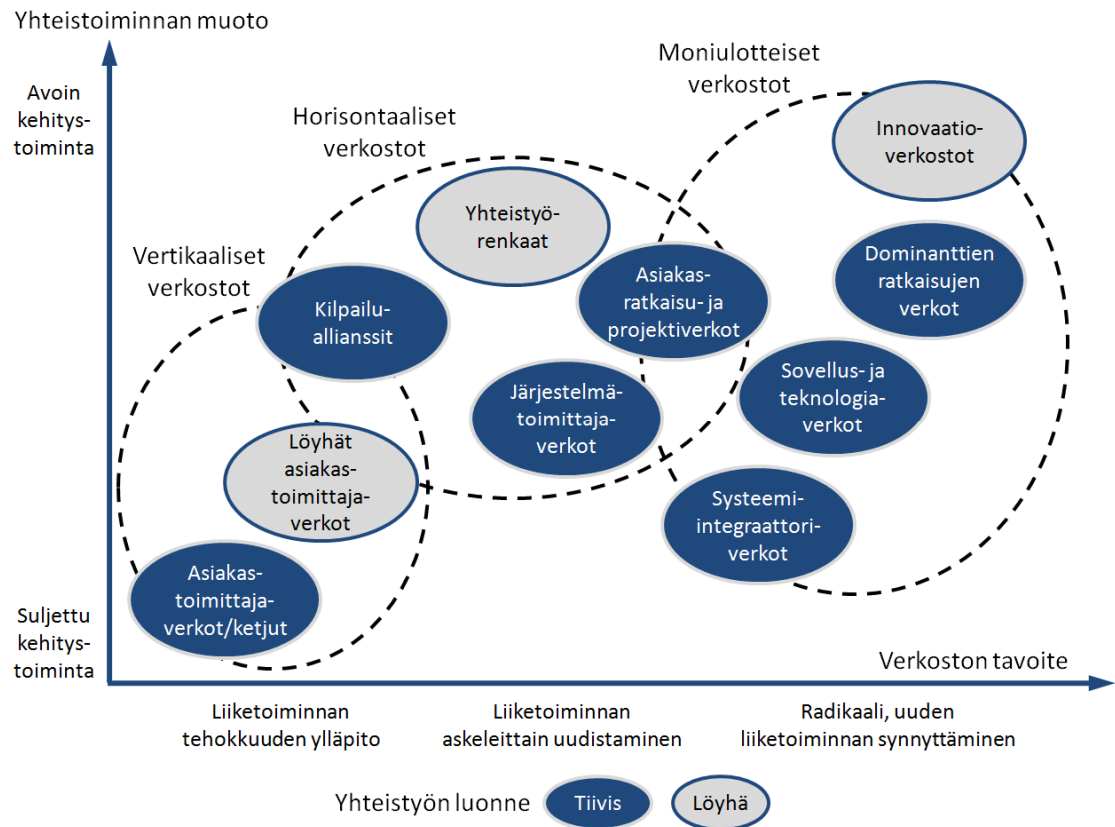 Yhteistoiminnan muoto
Avoin
kehitys-
toiminta
Suljettu
kehitys-
toiminta
Vertikaaliset
verkostot
Horisontaaliset
verkostot
Moniulotteiset
verkostot
Innovaatio-
verkostot
Yhteistyö-
renkaat
Dominanttien
ratkaisujen
verkot
Asiakas-
ratkaisu- ja
projektiverkot
Kilpailu-
allianssit
Sovellus- ja
teknologia-
verkot
Järjestelmä-
toimittaja-
verkot
Löyhät
asiakas-
toimittaja-
verkot
Systeemi-
integraattori-
verkot
Asiakas-
toimittaja-
verkot/ketjut
Verkoston tavoite
Liiketoiminnan
tehokkuuden ylläpito
Liiketoiminnan
askeleittain uudistaminen
Radikaali, uuden
liiketoiminnan synnyttäminen
Yhteistyön luonne
Tiivis
Löyhä